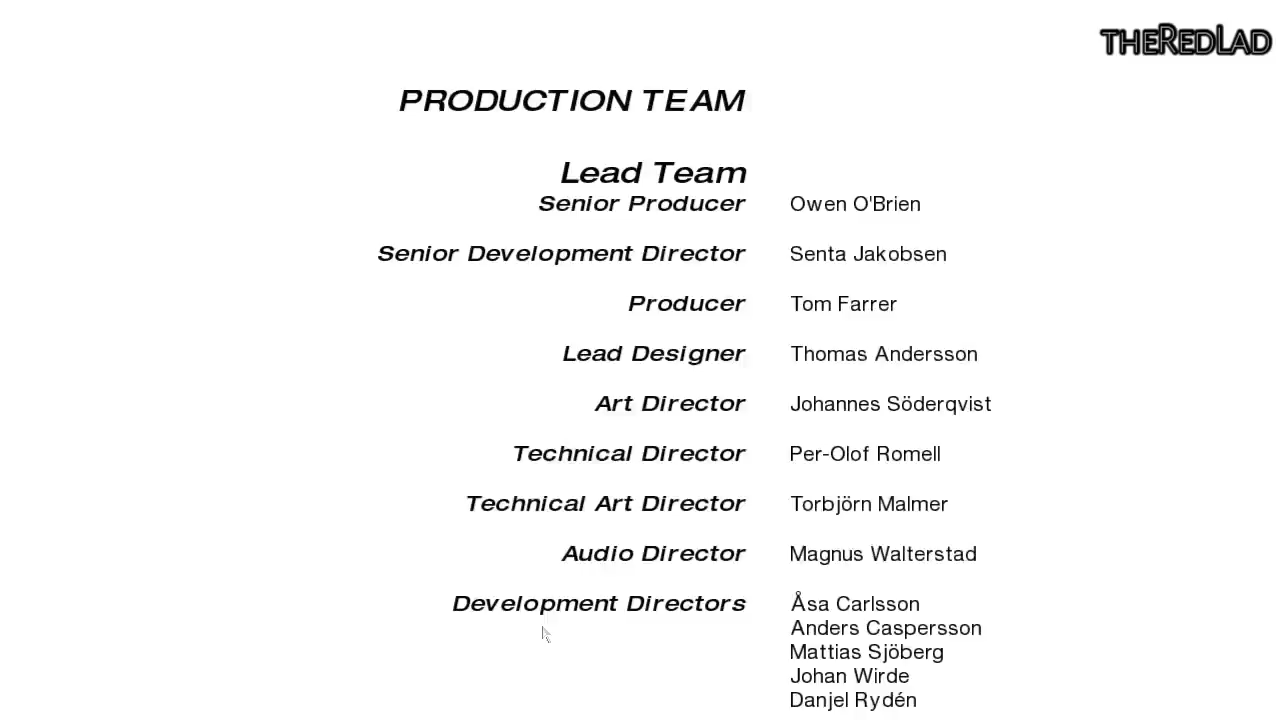 THEREDLAD
PRODUCTION TEAM
Lead Team
Senior Producer Owen O'Brien
Senior Development Director Senta Jakobsen
Producer Tom Farrer
Lead Designer Thomas Andersson
Art Director Johannes Söderqvist
Technical Director Per-Olof Romell
Technical Art Director Torbjörn Malmer
Audio Director Magnus Walterstad
Development Directors Åsa Carlsson
Anders Caspersson
Mattias Sjöberg
Johan Wirde
Danjel Rydén